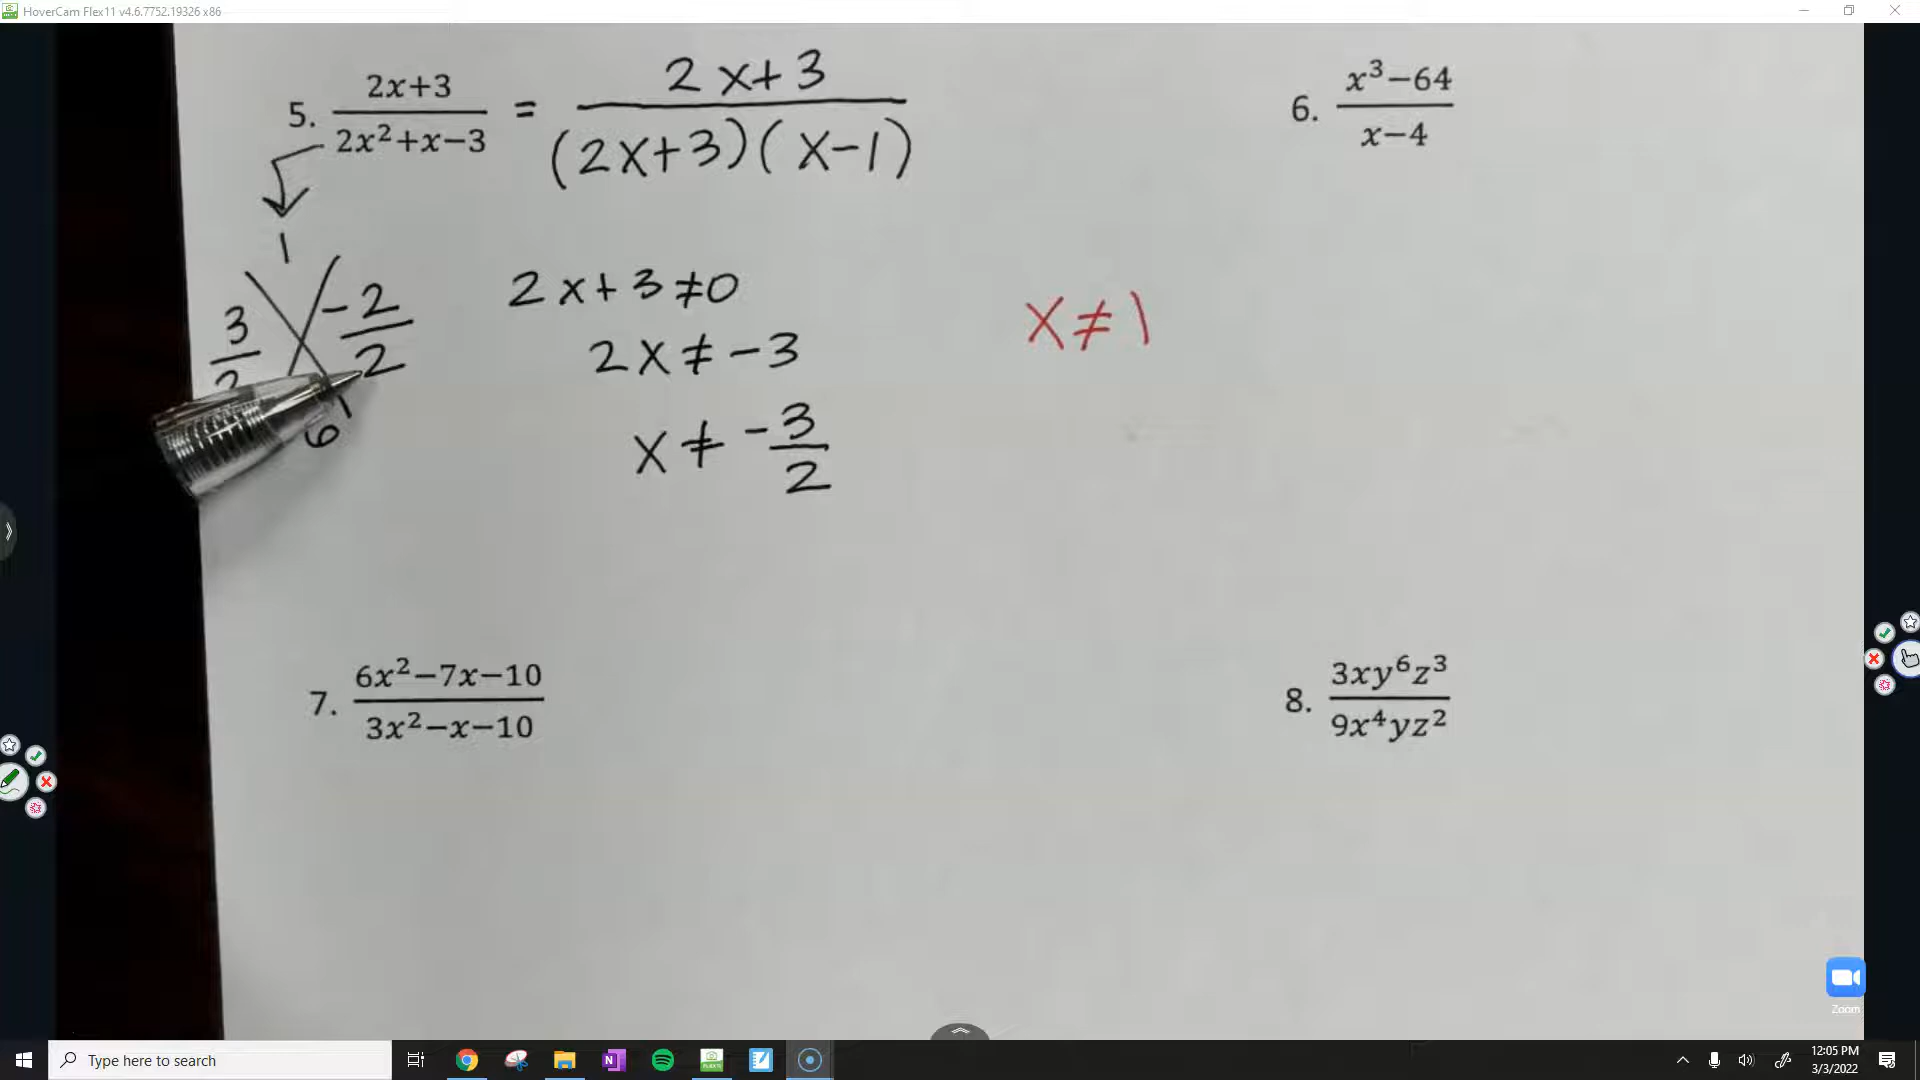 HoverCam Flex11 v4.6.7752.19326 x86
5. 2x+3 / 2x²+x−3 = 2x+3 / (2x+3)(x-1)
6. x³−64 / x−4
1
3/2 -2/2
6
2x+3≠0
2x≠-3
x≠-3/2
x≠1
7. 6x²−7x−10 / 3x²−x−10
8. 3xy⁶z³ / 9x⁴yz²
Zoom
Type here to search
12:05 PM
3/3/2022